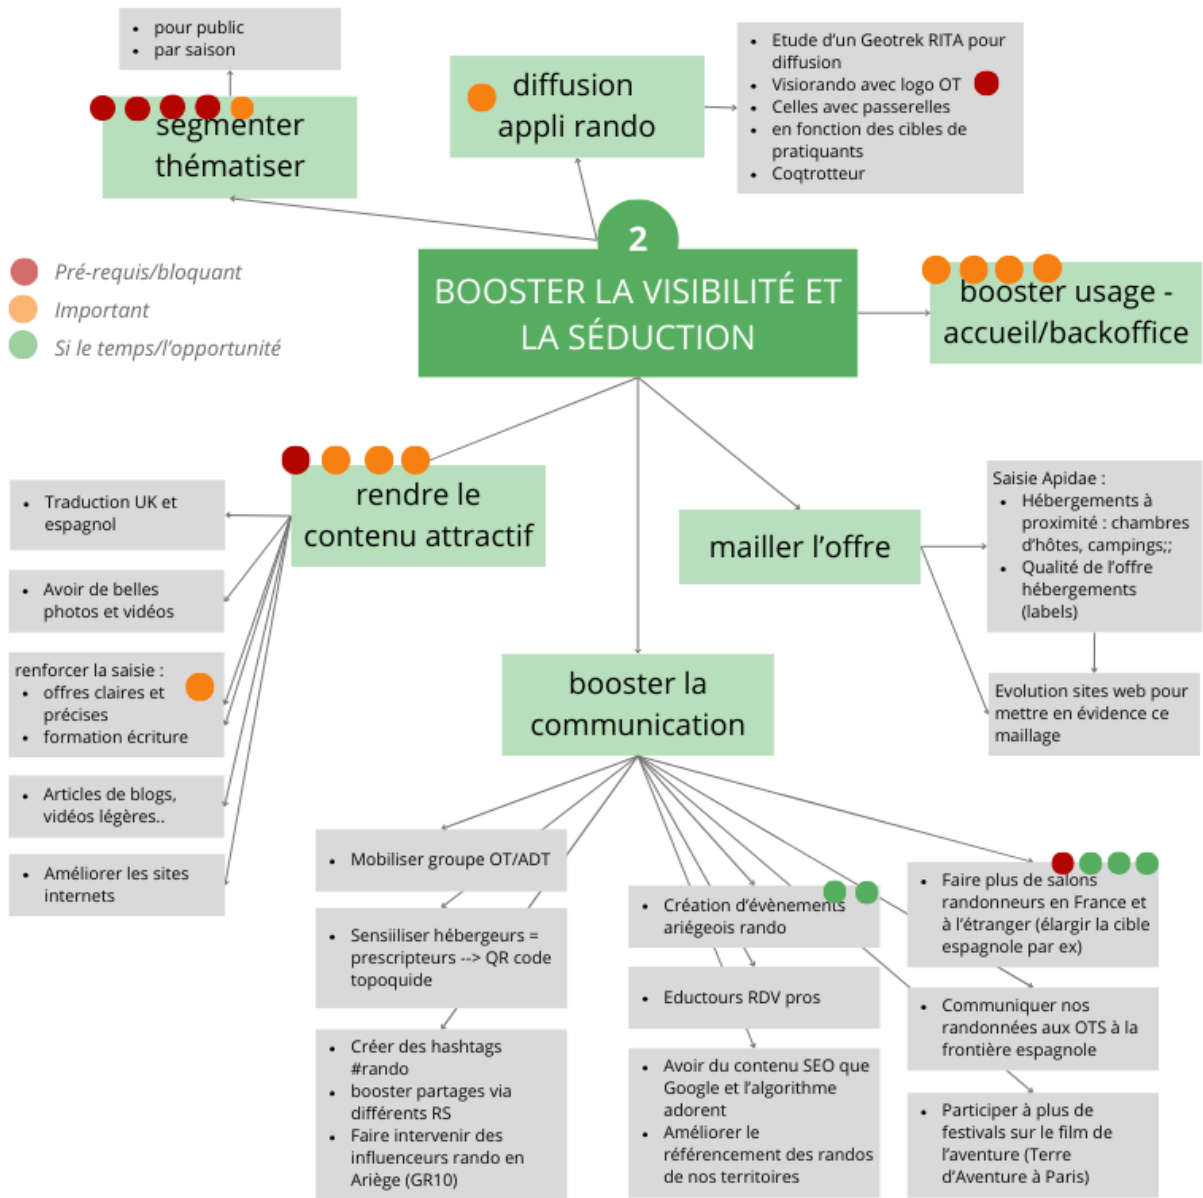 • pour public
• par saison
segmenter
thématiser
diffusion
appli rando
• Etude d'un Geotrek RITA pour
diffusion
• Visiorando avec logo OT
• Celles avec passerelles
• en fonction des cibles de
pratiquants
• Coqtrotteur
Pré-requis/bloquant
Important
Si le temps/l'opportunité
2
BOOSTER LA VISIBILITÉ ET
LA SÉDUCTION
booster usage -
accueil/backoffice
rendre le
contenu attractif
• Traduction UK et
espagnol
• Avoir de belles
photos et vidéos
renforcer la saisie :
• offres claires et
précises
• formation écriture
• Articles de blogs,
vidéos légères..
• Améliorer les sites
internets
mailler l'offre
Saisie Apidae :
• Hébergements à
proximité : chambres
d'hôtes, campings;;
• Qualité de l'offre
hébergements
(labels)
Evolution sites web pour
mettre en évidence ce
maillage
booster la
communication
• Mobiliser groupe OT/ADT
• Sensiiliser hébergeurs =
prescripteurs --> QR code
topoquide
• Créer des hashtags
#rando
• booster partages via
différents RS
• Faire intervenir des
influenceurs rando en
Ariège (GR10)
• Création d'évènements
ariégeois rando
• Eductours RDV pros
• Avoir du contenu SEO que
Google et l'algorithme
adorent
• Améliorer le
référencement des randos
de nos territoires
• Faire plus de salons
randonneurs en France et
à l'étranger (élargir la cible
espagnole par ex)
• Communiquer nos
randonnées aux OTS à la
frontière espagnole
• Participer à plus de
festivals sur le film de
l'aventure (Terre
d'Aventure à Paris)